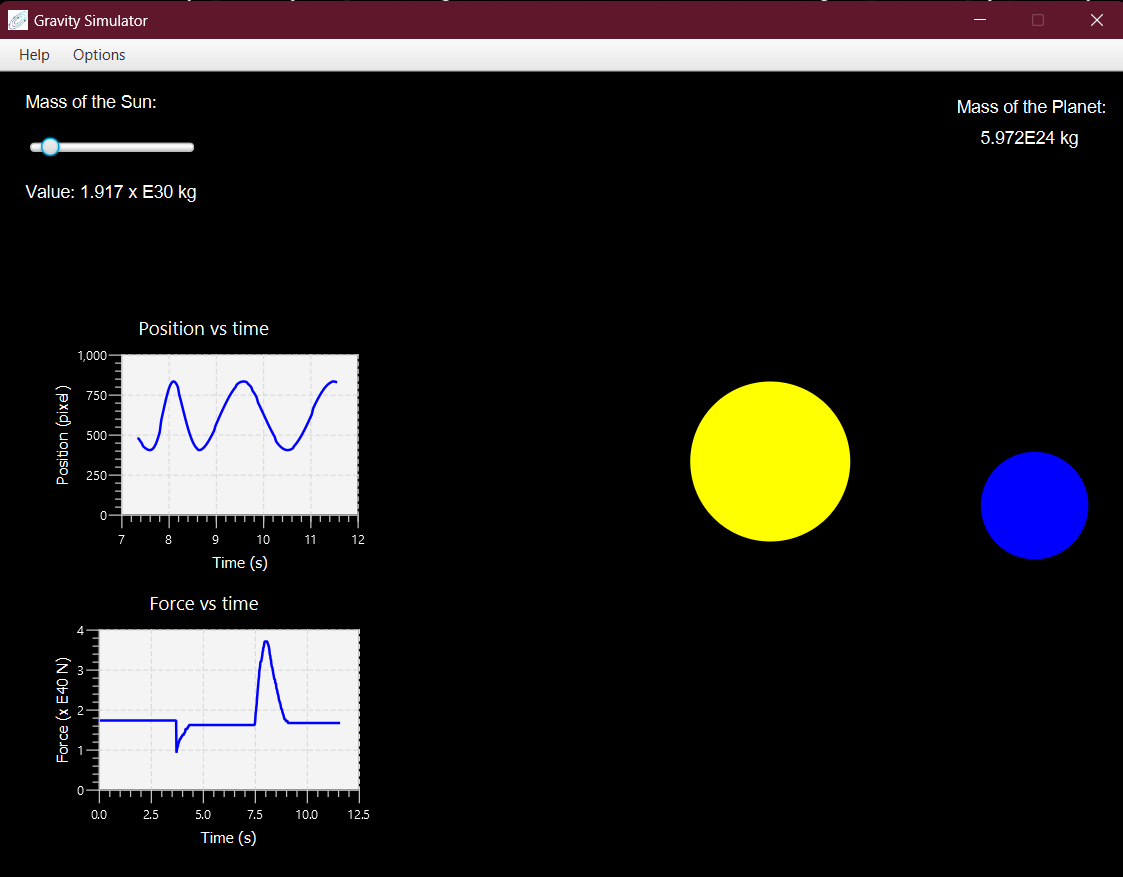 Gravity Simulator
Help Options
Mass of the Sun:
Value: 1.917 x E30 kg
Mass of the Planet:
5.972E24 kg
Position vs time
Position (pixel)
1,000
750
500
250
0
7 8 9 10 11 12
Time (s)
Force vs time
Force (x E40 N)
4
3
2
1
0
0.0 2.5 5.0 7.5 10.0 12.5
Time (s)